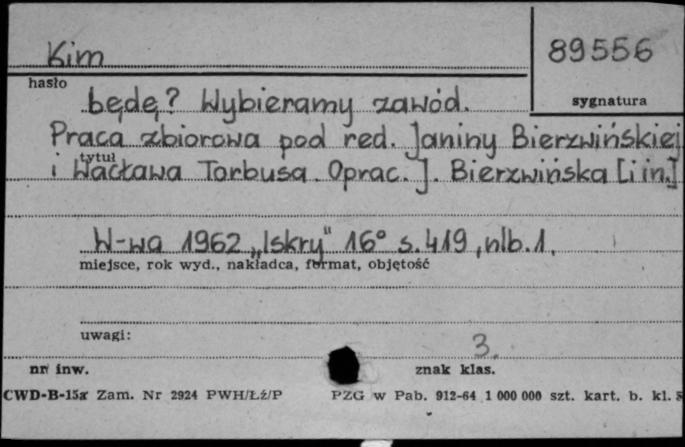 Kim
89556
hasło
będę? Wybieramy zawód.
sygnatura
Praca zbiorowa pod red. Janiny Bierzwińskiej
tytuł
i Wacława Torbusa. Oprac. J. Bierzwińska [i in.]
W-wa 1962 „Iskry" 16° s. 419, nlb. 1.
miejsce, rok wyd., nakładca, format, objętość
uwagi:
3.
nr inw.
znak klas.
CWD-B-15a Zam. Nr 2924 PWH/Łź/P PZG w Pab. 912-64 1 000 000 szt. kart. b. kl.